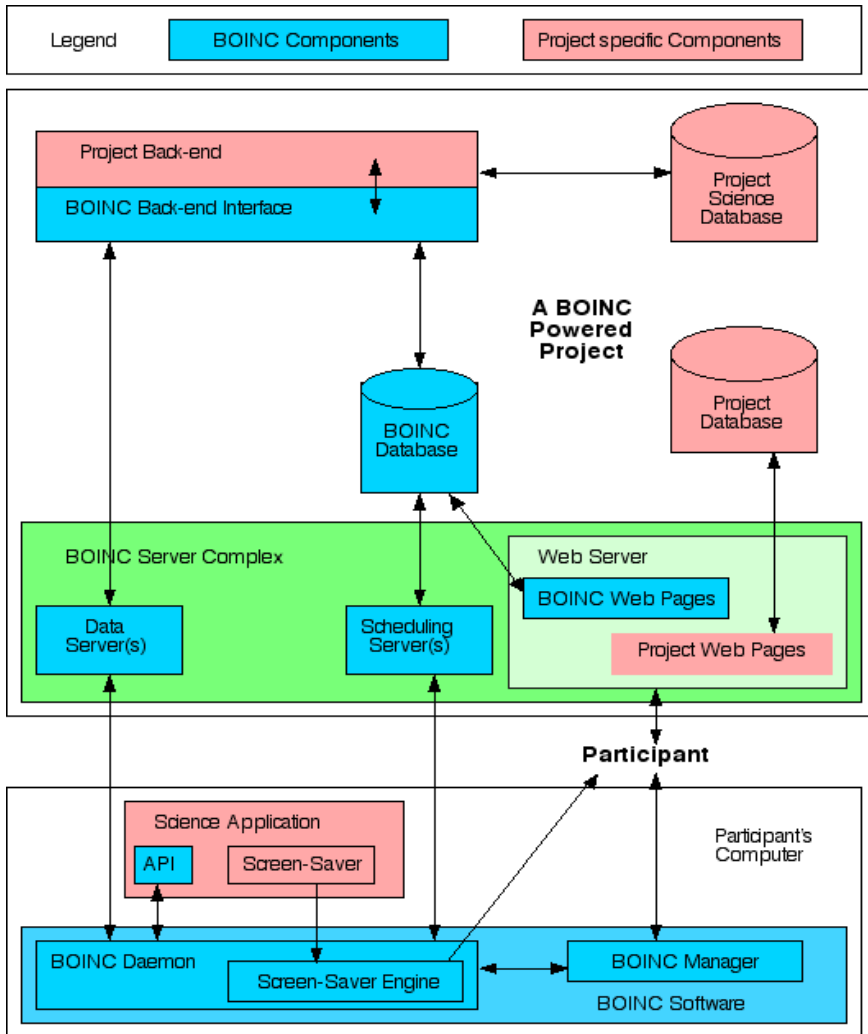 Legend
BOINC Components
Project specific Components
Project Back-end
BOINC Back-end Interface
Project
Science
Database
A BOINC
Powered
Project
BOINC
Database
Project
Database
BOINC Server Complex
Web Server
BOINC Web Pages
Data
Server(s)
Scheduling
Server(s)
Project Web Pages
Participant
Science Application
API
Screen-Saver
Participant's
Computer
BOINC Daemon
Screen-Saver Engine
BOINC Manager
BOINC Software